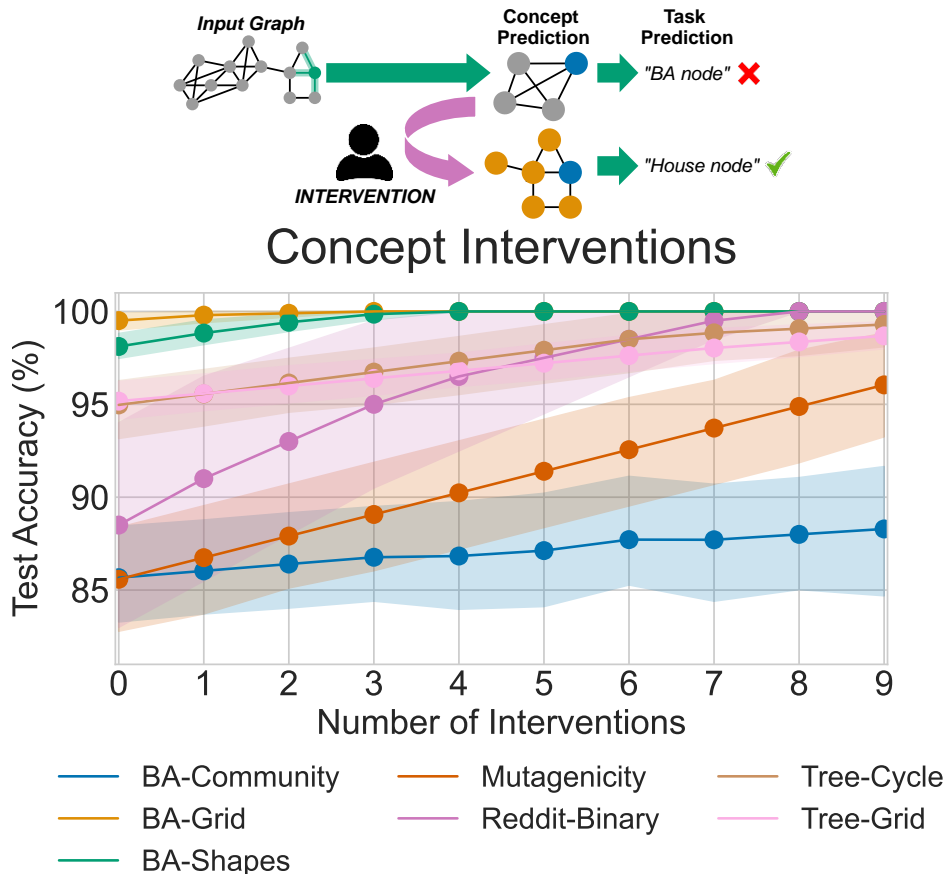 Input Graph
Concept
Prediction
Task
Prediction
"BA node"
INTERVENTION
"House node"
Concept Interventions
Test Accuracy (%)
100
95
90
85
0 1 2 3 4 5 6 7 8 9
Number of Interventions
BA-Community
Mutagenicity
Tree-Cycle
BA-Grid
Reddit-Binary
Tree-Grid
BA-Shapes